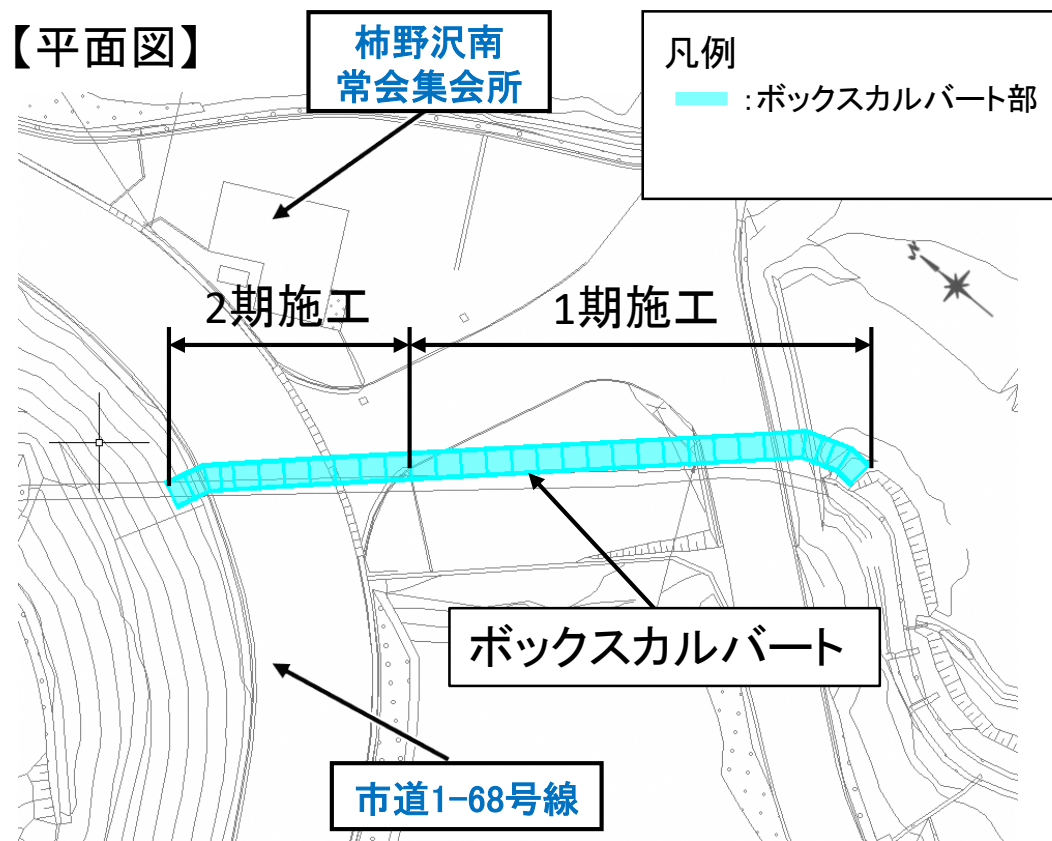 【平面図】
柿野沢南
常会集会所
凡例
：ボックスカルバート部
N
2期施工
1期施工
ボックスカルバート
市道1-68号線